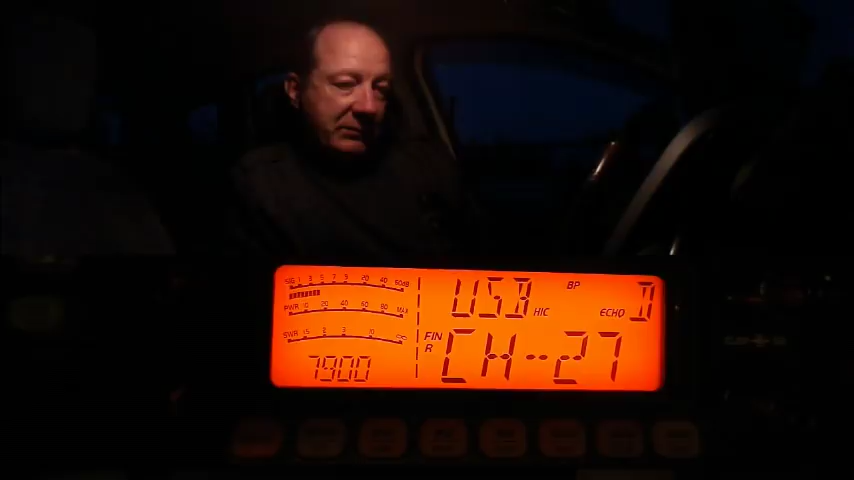 SIG 1 3 5 7 9 20 40 60dB
PWR 10 20 40 60 80 MAX
SWR 1.5 2 3 10 ∞
7900
USB HIC BP ECHO D
FIN R CH--27